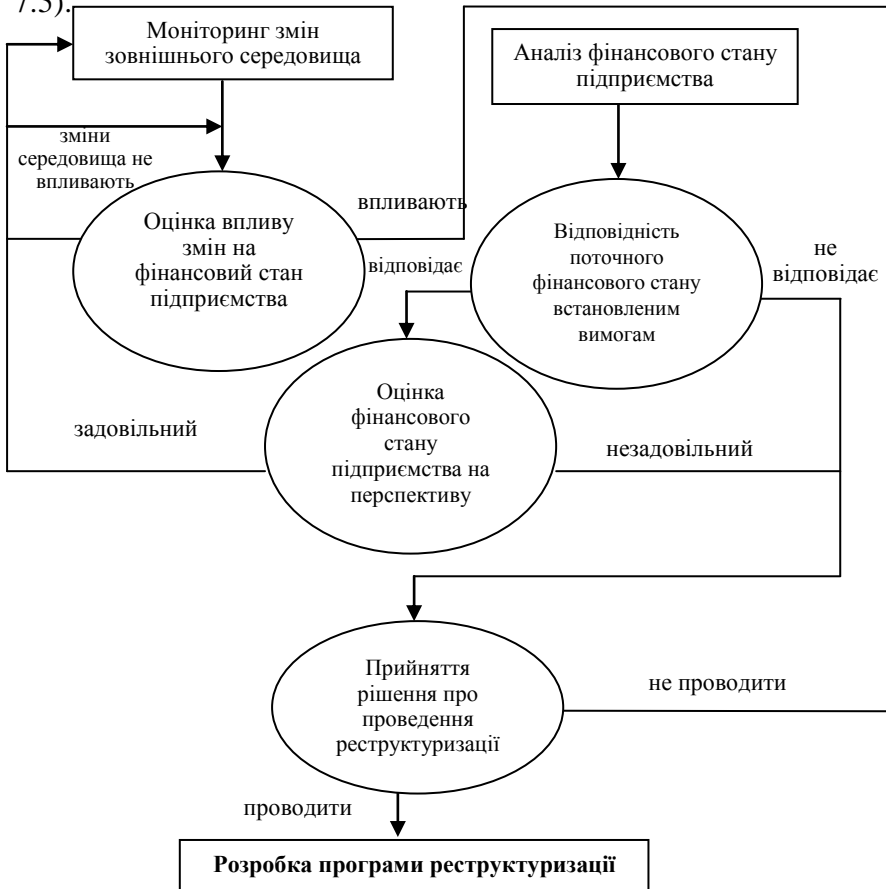 7.5).
Моніторинг змін
зовнішнього середовища
Аналіз фінансового стану
підприємства
зміни
середовища не
впливають
Оцінка впливу
змін на
фінансовий стан
підприємства
впливають
відповідає
Відповідність
поточного
фінансового стану
встановленим
вимогам
не
відповідає
задовільний
Оцінка
фінансового
стану
підприємства на
перспективу
незадовільний
Прийняття
рішення про
проведення
реструктуризації
не проводити
проводити
Розробка програми реструктуризації